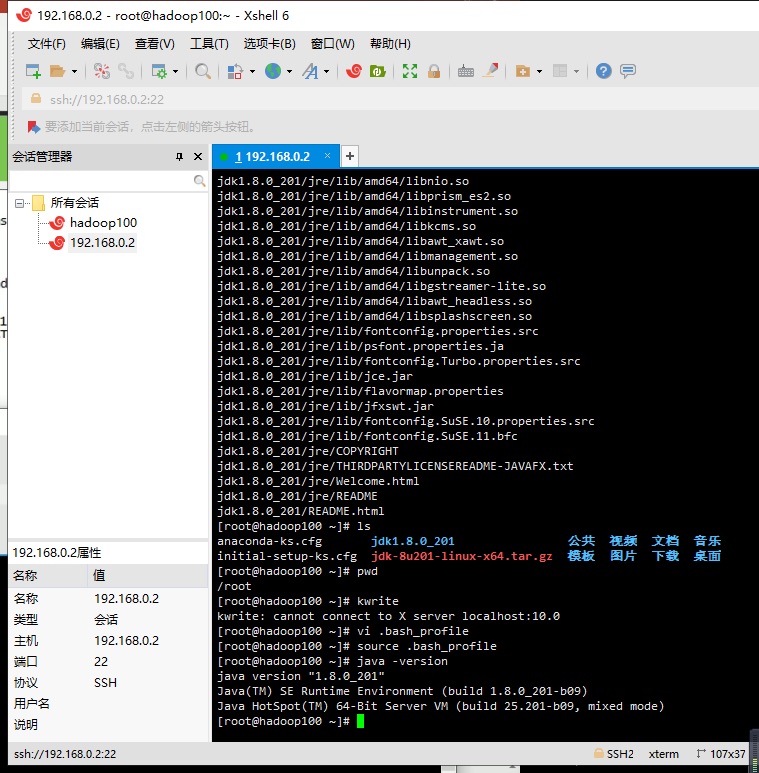 192.168.0.2 - root@hadoop100:~ - Xshell 6
文件(F) 编辑(E) 查看(V) 工具(T) 选项卡(B) 窗口(W) 帮助(H)
ssh://192.168.0.2:22
要添加当前会话，点击左侧的箭头按钮。
会话管理器
所有会话
hadoop100
192.168.0.2
192.168.0.2属性
名称 值
名称 192.168.0.2
类型 会话
主机 192.168.0.2
端口 22
协议 SSH
用户名
说明
1 192.168.0.2 × +
jdk1.8.0_201/jre/lib/amd64/libnio.so
jdk1.8.0_201/jre/lib/amd64/libprism_es2.so
jdk1.8.0_201/jre/lib/amd64/libinstrument.so
jdk1.8.0_201/jre/lib/amd64/libkcms.so
jdk1.8.0_201/jre/lib/amd64/libawt_xawt.so
jdk1.8.0_201/jre/lib/amd64/libmanagement.so
jdk1.8.0_201/jre/lib/amd64/libunpack.so
jdk1.8.0_201/jre/lib/amd64/libgstreamer-lite.so
jdk1.8.0_201/jre/lib/amd64/libawt_headless.so
jdk1.8.0_201/jre/lib/amd64/libsplashscreen.so
jdk1.8.0_201/jre/lib/fontconfig.properties.src
jdk1.8.0_201/jre/lib/psfont.properties.ja
jdk1.8.0_201/jre/lib/fontconfig.Turbo.properties.src
jdk1.8.0_201/jre/lib/jce.jar
jdk1.8.0_201/jre/lib/flavormap.properties
jdk1.8.0_201/jre/lib/jfxswt.jar
jdk1.8.0_201/jre/lib/fontconfig.SuSE.10.properties.src
jdk1.8.0_201/jre/lib/fontconfig.SuSE.11.bfc
jdk1.8.0_201/jre/COPYRIGHT
jdk1.8.0_201/jre/THIRDPARTYLICENSEREADME-JAVAFX.txt
jdk1.8.0_201/jre/Welcome.html
jdk1.8.0_201/jre/README
jdk1.8.0_201/README.html
[root@hadoop100 ~]# ls
anaconda-ks.cfg jdk1.8.0_201 公共 视频 文档 音乐
initial-setup-ks.cfg jdk-8u201-linux-x64.tar.gz 模板 图片 下载 桌面
[root@hadoop100 ~]# pwd
/root
[root@hadoop100 ~]# kwrite
kwrite: cannot connect to X server localhost:10.0
[root@hadoop100 ~]# vi .bash_profile
[root@hadoop100 ~]# source .bash_profile
[root@hadoop100 ~]# java -version
java version "1.8.0_201"
Java(TM) SE Runtime Environment (build 1.8.0_201-b09)
Java HotSpot(TM) 64-Bit Server VM (build 25.201-b09, mixed mode)
[root@hadoop100 ~]#
ssh://192.168.0.2:22 SSH2 xterm 107x37